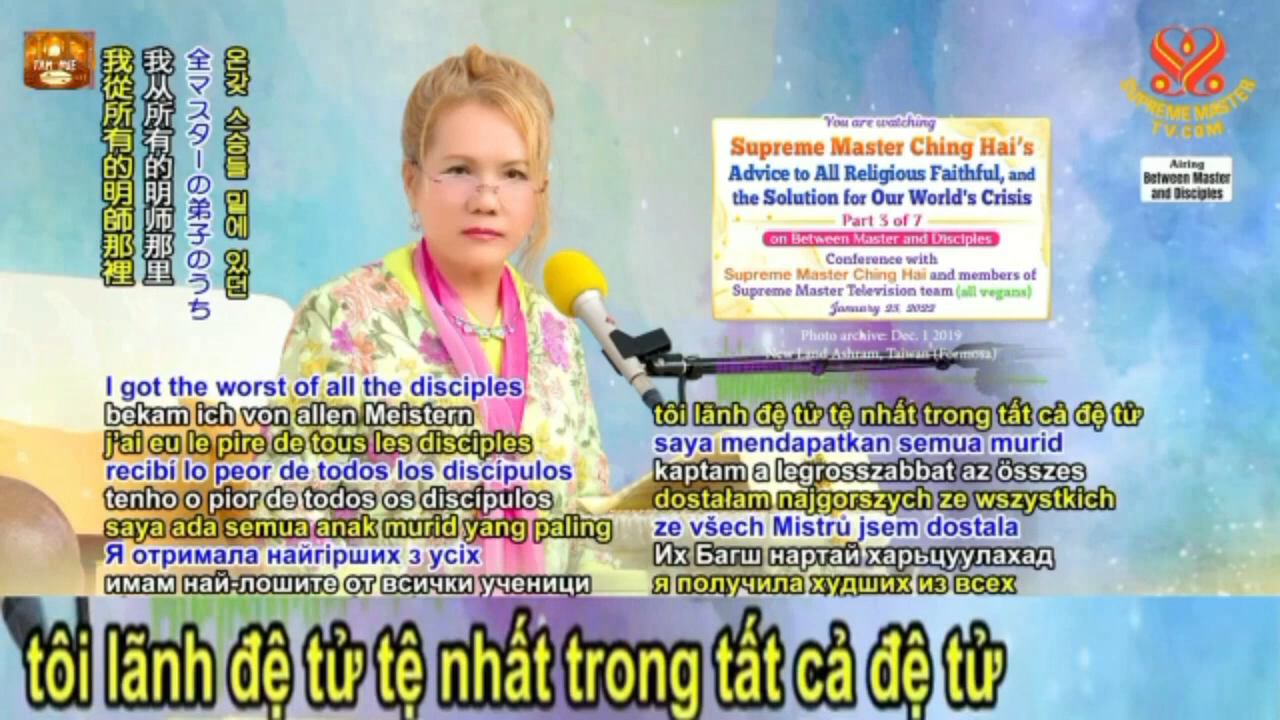 TÂM HUÊ
我從所有的明師那裡
我从所有的明师那里
全マスターの弟子のうち
온갖 스승들 밑에 있던
SUPREME MASTER
TV.COM
Airing
Between Master
and Disciples
You are watching
Supreme Master Ching Hai's
Advice to All Religious Faithful, and
the Solution for Our World's Crisis
Part 3 of 7
on Between Master and Disciples
Conference with
Supreme Master Ching Hai and members of
Supreme Master Television team (all vegans)
January 25, 2022
Photo archive: Dec. 1 2019
New Land Ashram, Taiwan (Formosa)
I got the worst of all the disciples
bekam ich von allen Meistern
j'ai eu le pire de tous les disciples
recibí lo peor de todos los discípulos
tenho o pior de todos os discípulos
saya ada semua anak murid yang paling
Я отримала найгірших з усіх
имам най-лошите от всички ученици
tôi lãnh đệ tử tệ nhất trong tất cả đệ tử
saya mendapatkan semua murid
kaptam a legrosszabbat az összes
dostałam najgorszych ze wszystkich
ze všech Mistrů jsem dostala
Их Багш нартай харьцуулахад
я получила худших из всех
tôi lãnh đệ tử tệ nhất trong tất cả đệ tử